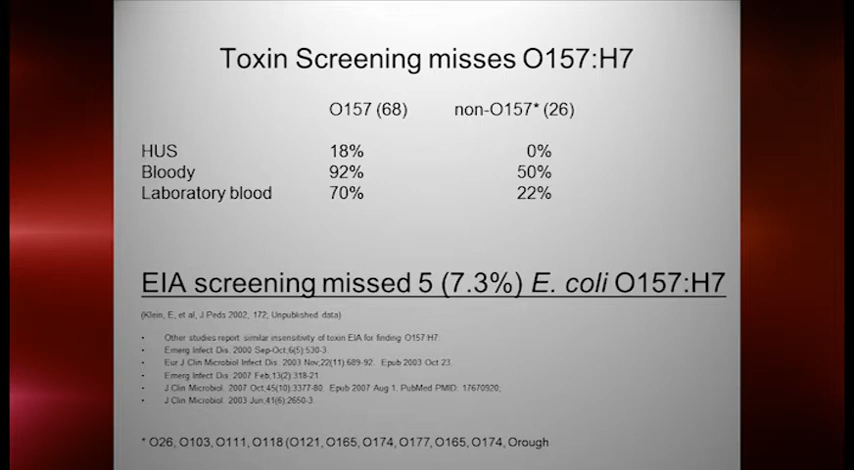 Toxin Screening misses O157:H7
O157 (68) non-O157* (26)
HUS 18% 0%
Bloody 92% 50%
Laboratory blood 70% 22%
EIA screening missed 5 (7.3%) E. coli O157:H7
(Klein, E, et al, J Peds 2002, 172; Unpublished data)
• Other studies report similar insensitivity of toxin EIA for finding O157:H7.
• Emerg Infect Dis. 2000 Sep-Oct;6(5):530-3.
• Eur J Clin Microbiol Infect Dis. 2003 Nov;22(11):689-92. Epub 2003 Oct 23.
• Emerg Infect Dis. 2007 Feb;13(2):318-21
• J Clin Microbiol. 2007 Oct;45(10):3377-80. Epub 2007 Aug 1. PubMed PMID: 17670920;
• J Clin Microbiol. 2003 Jun;41(6):2650-3.
* O26, O103, O111, O118 (O121, O165, O174, O177, O165, O174, Orough